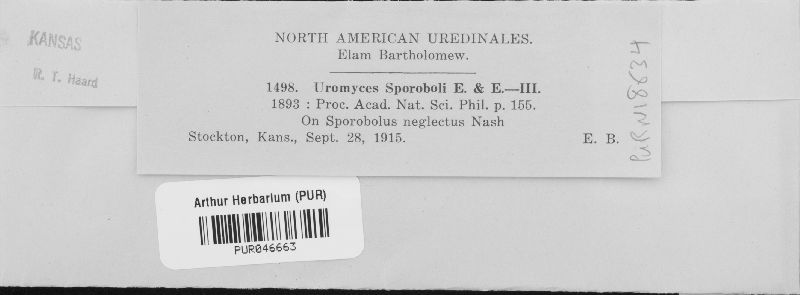 KANSAS
R. T. Haard
NORTH AMERICAN UREDINALES.
Elam Bartholomew.
1498. Uromyces Sporoboli E. & E.—III.
1893 : Proc. Acad. Nat. Sci. Phil. p. 155.
On Sporobolus neglectus Nash
Stockton, Kans., Sept. 28, 1915. E. B.
PUR N18634
Arthur Herbarium (PUR)
PUR046663